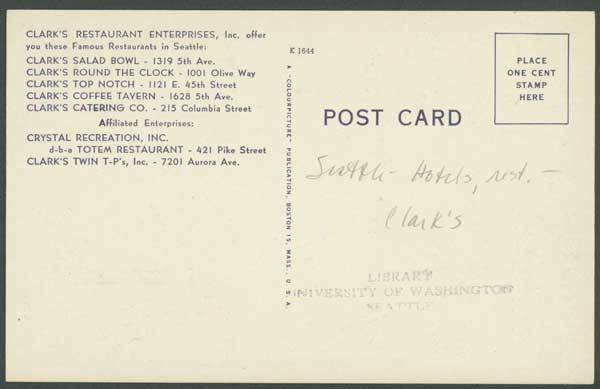 CLARK'S RESTAURANT ENTERPRISES, Inc. offer
you these Famous Restaurants in Seattle:
CLARK'S SALAD BOWL - 1319 5th Ave.
CLARK'S ROUND THE CLOCK - 1001 Olive Way
CLARK'S TOP NOTCH - 1121 E. 45th Street
CLARK'S COFFEE TAVERN - 1628 5th Ave.
CLARK'S CATERING CO. - 215 Columbia Street
Affiliated Enterprises:
CRYSTAL RECREATION, INC.
d-b-a TOTEM RESTAURANT - 421 Pike Street
CLARK'S TWIN T-P's, Inc. - 7201 Aurora Ave.
K 1644
A "COLOURPICTURE" PUBLICATION, BOSTON 15, MASS., U. S. A.
POST CARD
PLACE
ONE CENT
STAMP
HERE
Seattle - Hotels, rest. -
Clark's
LIBRARY
UNIVERSITY OF WASHINGTON
SEATTLE